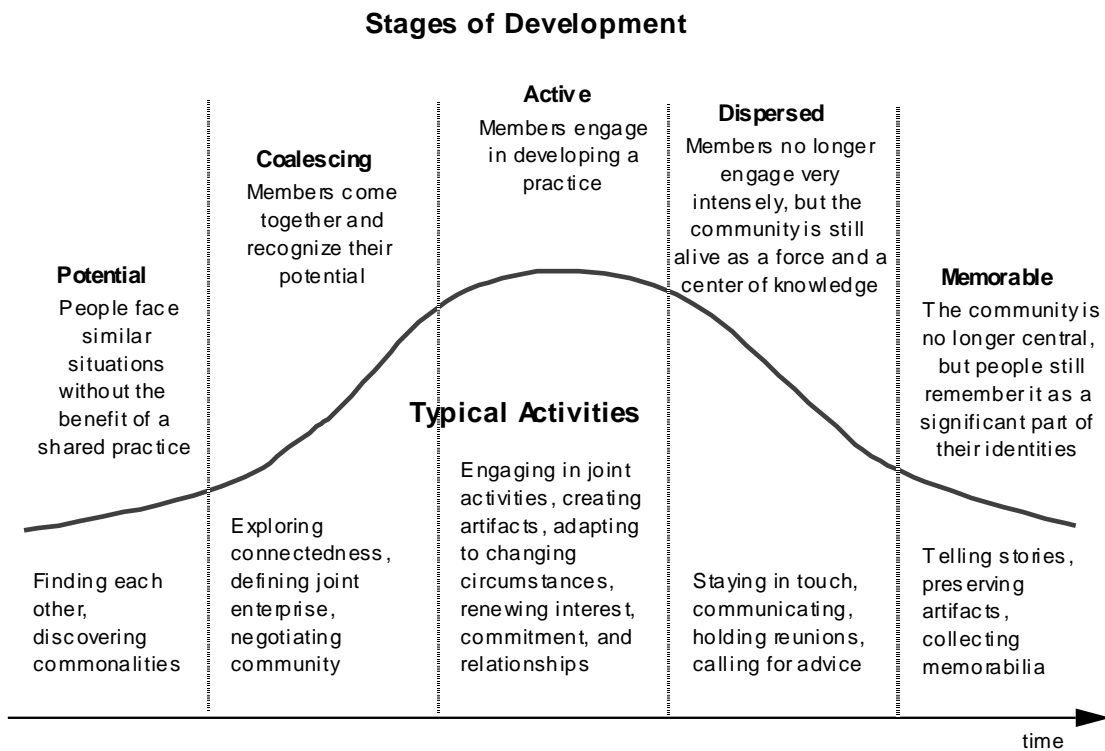 Stages of Development
Potential
People face
similar
situations
without the
benefit of a
shared practice
Coalescing
Members come
together and
recognize their
potential
Active
Members engage
in developing a
practice
Dispersed
Members no longer
engage very
intensely, but the
community is still
alive as a force and a
center of knowledge
Memorable
The community is
no longer central,
but people still
remember it as a
significant part of
their identities
Typical Activities
Finding each
other,
discovering
commonalities
Exploring
connectedness,
defining joint
enterprise,
negotiating
community
Engaging in joint
activities, creating
artifacts, adapting
to changing
circumstances,
renewing interest,
commitment, and
relationships
Staying in touch,
communicating,
holding reunions,
calling for advice
Telling stories,
preserving
artifacts,
collecting
memorabilia
time